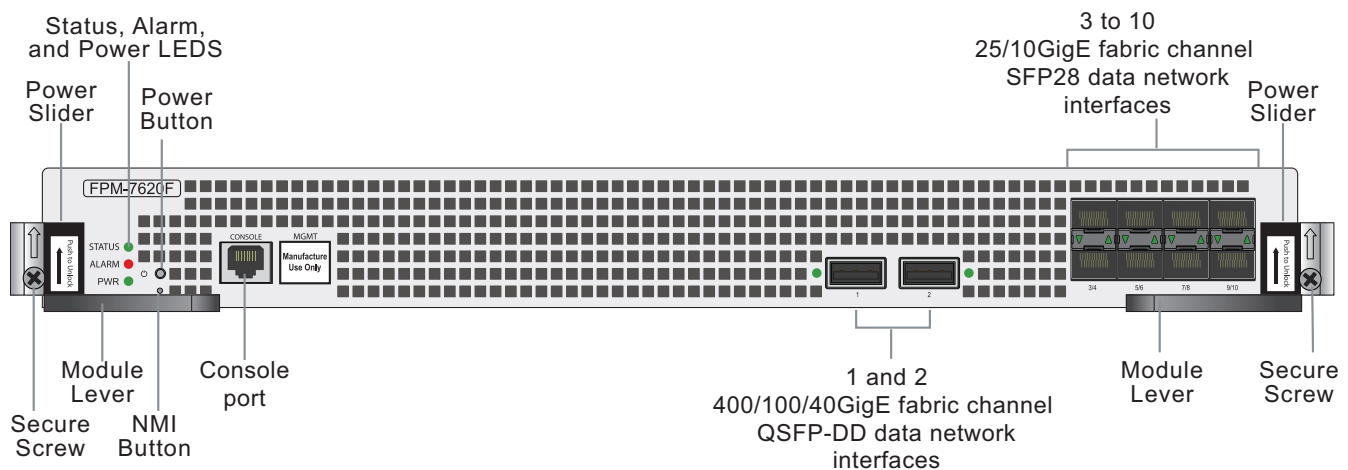 Status, Alarm,
and Power LEDS
Power
Slider
Power
Button
3 to 10
25/10GigE fabric channel
SFP28 data network
interfaces
Power
Slider
FPM-7620F
Push to Unlock
STATUS
ALARM
PWR
CONSOLE
MGMT
Manufacture
Use Only
1
2
3/4
5/6
7/8
9/10
Push to Unlock
Module
Lever
Console
port
Secure
Screw
NMI
Button
1 and 2
400/100/40GigE fabric channel
QSFP-DD data network
interfaces
Module
Lever
Secure
Screw